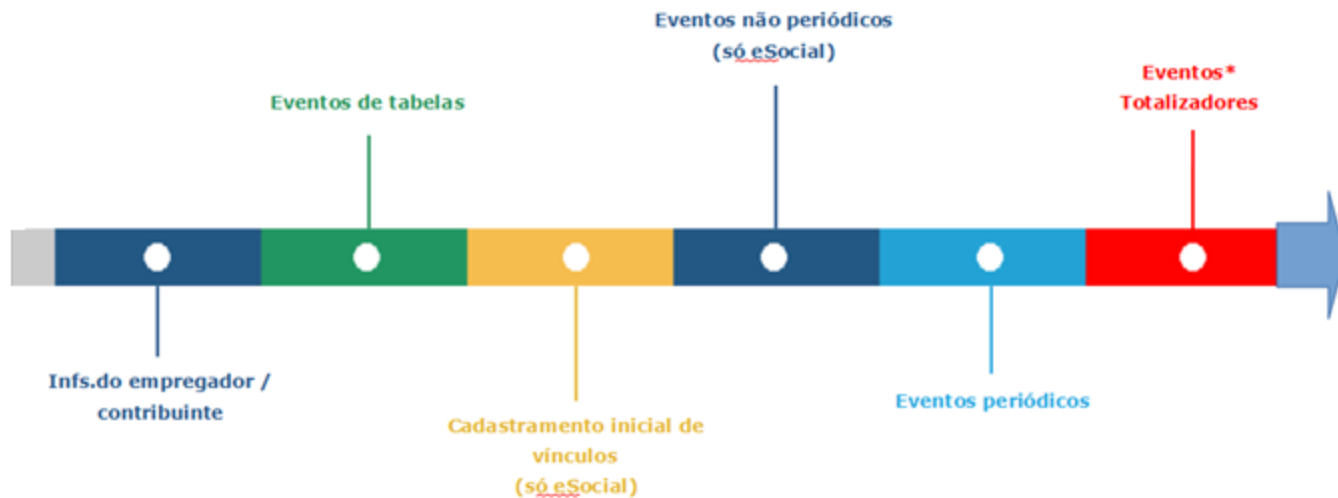 Eventos não periódicos
(só eSocial)
Eventos*
Totalizadores
Eventos de tabelas
Infs.do empregador /
contribuinte
Cadastramento inicial de
vínculos
(só eSocial)
Eventos periódicos